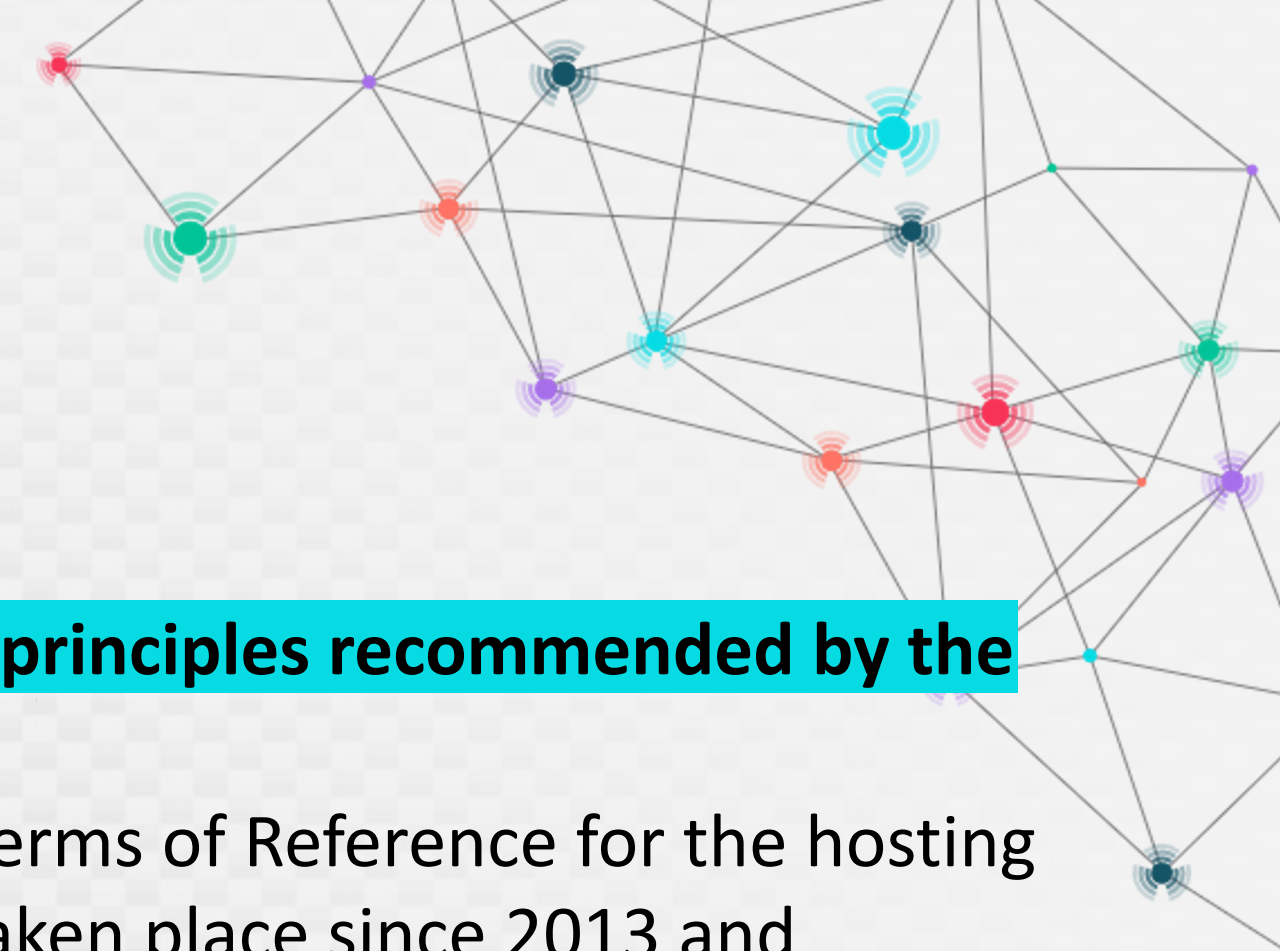 principles recommended by the
erms of Reference for the hosting
aken place since 2013 and